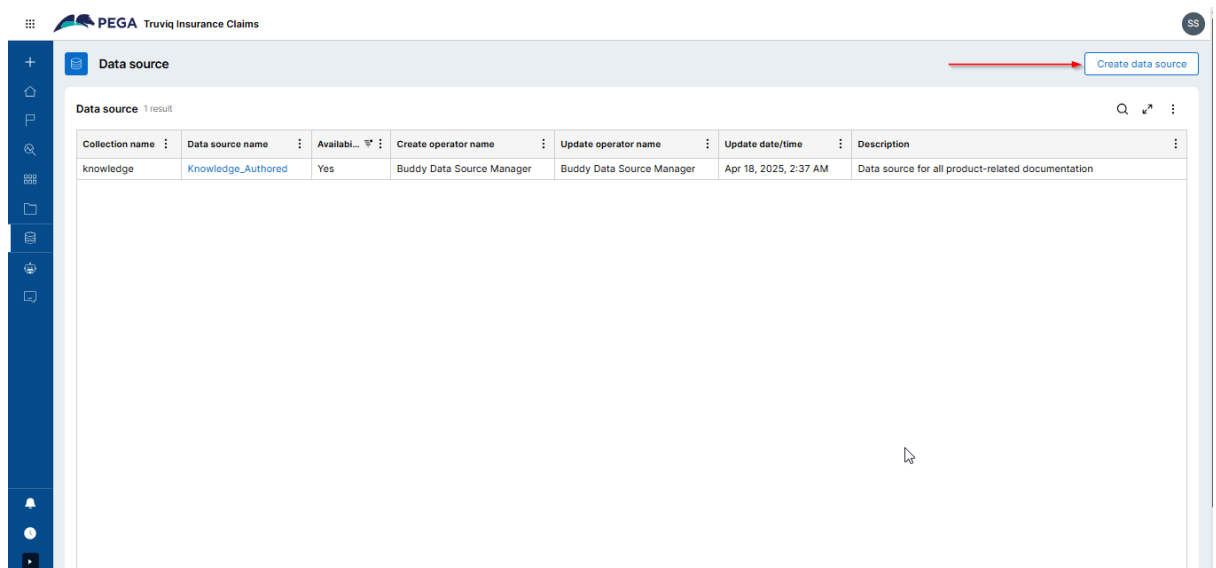 PEGA Truviq Insurance Claims
SS
Data source
Create data source
Data source 1 result
Collection name Data source name Availabi... Create operator name Update operator name Update date/time Description
knowledge Knowledge_Authored Yes Buddy Data Source Manager Buddy Data Source Manager Apr 18, 2025, 2:37 AM Data source for all product-related documentation